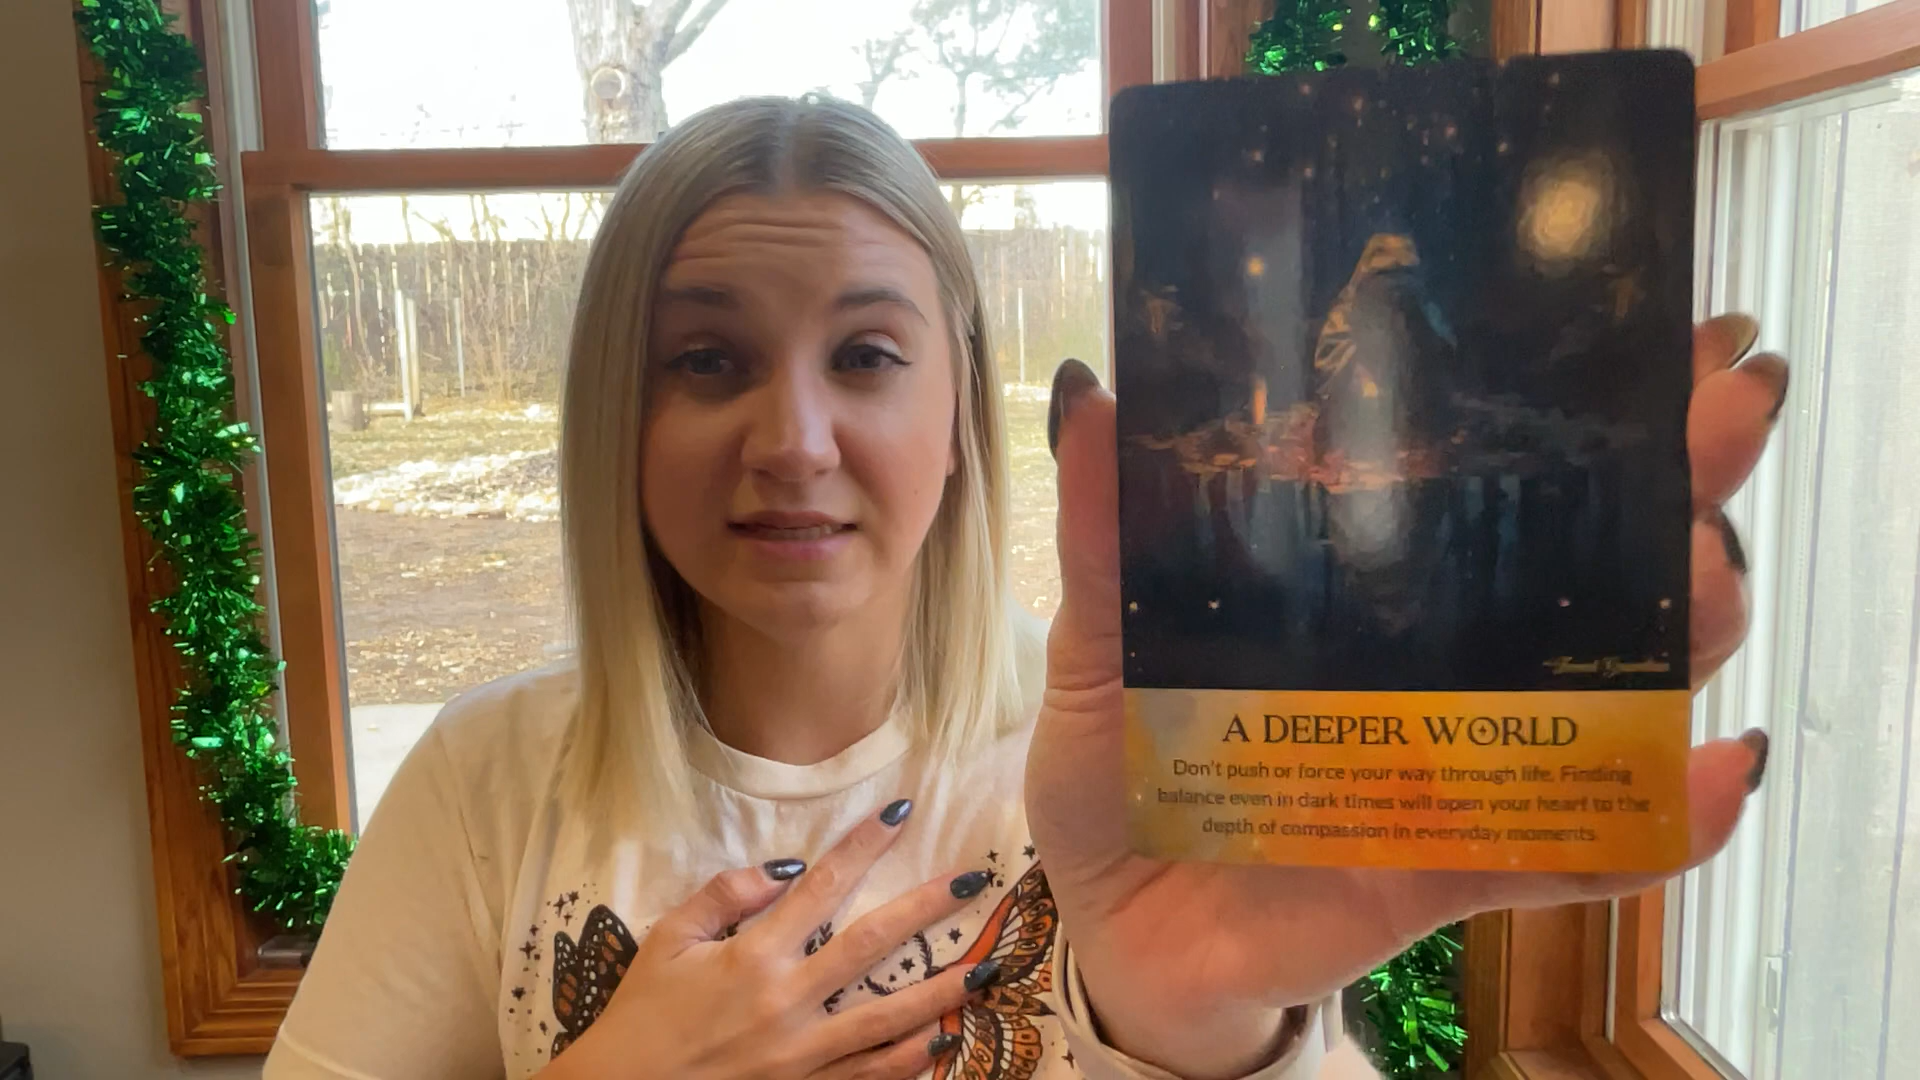 A DEEPER WORLD
Don't push or force your way through life. Finding
balance even in dark times will open your heart to the
depth of compassion in everyday moments.